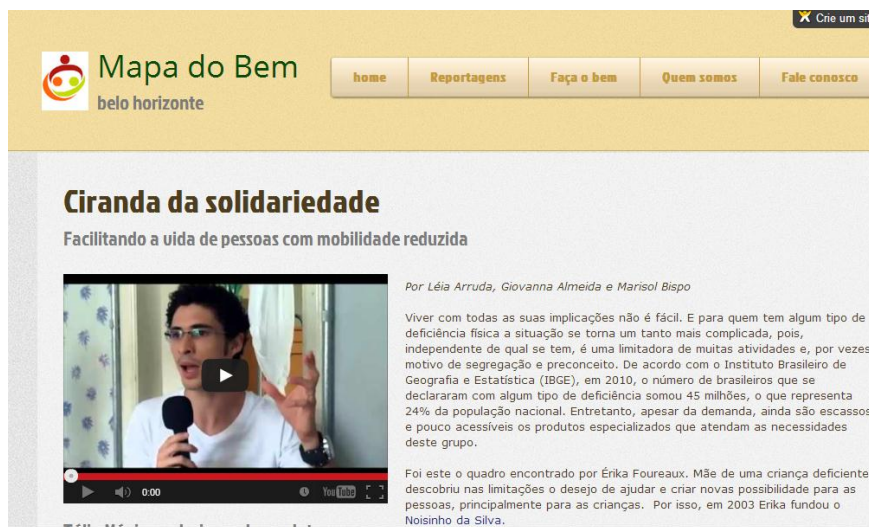 Crie um sit
Mapa do Bem
belo horizonte
home
Reportagens
Faça o bem
Quem somos
Fale conosco
Ciranda da solidariedade
Facilitando a vida de pessoas com mobilidade reduzida
Por Léia Arruda, Giovanna Almeida e Marisol Bispo
Viver com todas as suas implicações não é fácil. E para quem tem algum tipo de
deficiência física a situação se torna um tanto mais complicada, pois,
independente de qual se tem, é uma limitadora de muitas atividades e, por vezes
motivo de segregação e preconceito. De acordo com o Instituto Brasileiro de
Geografia e Estatística (IBGE), em 2010, o número de brasileiros que se
declararam com algum tipo de deficiência somou 45 milhões, o que representa
24% da população nacional. Entretanto, apesar da demanda, ainda são escassos
e pouco acessíveis os produtos especializados que atendam as necessidades
deste grupo.
Foi este o quadro encontrado por Érika Foureaux. Mãe de uma criança deficiente
descobriu nas limitações o desejo de ajudar e criar novas possibilidade para as
pessoas, principalmente para as crianças. Por isso, em 2003 Erika fundou o
Noisinho da Silva.
0:00
YouTube